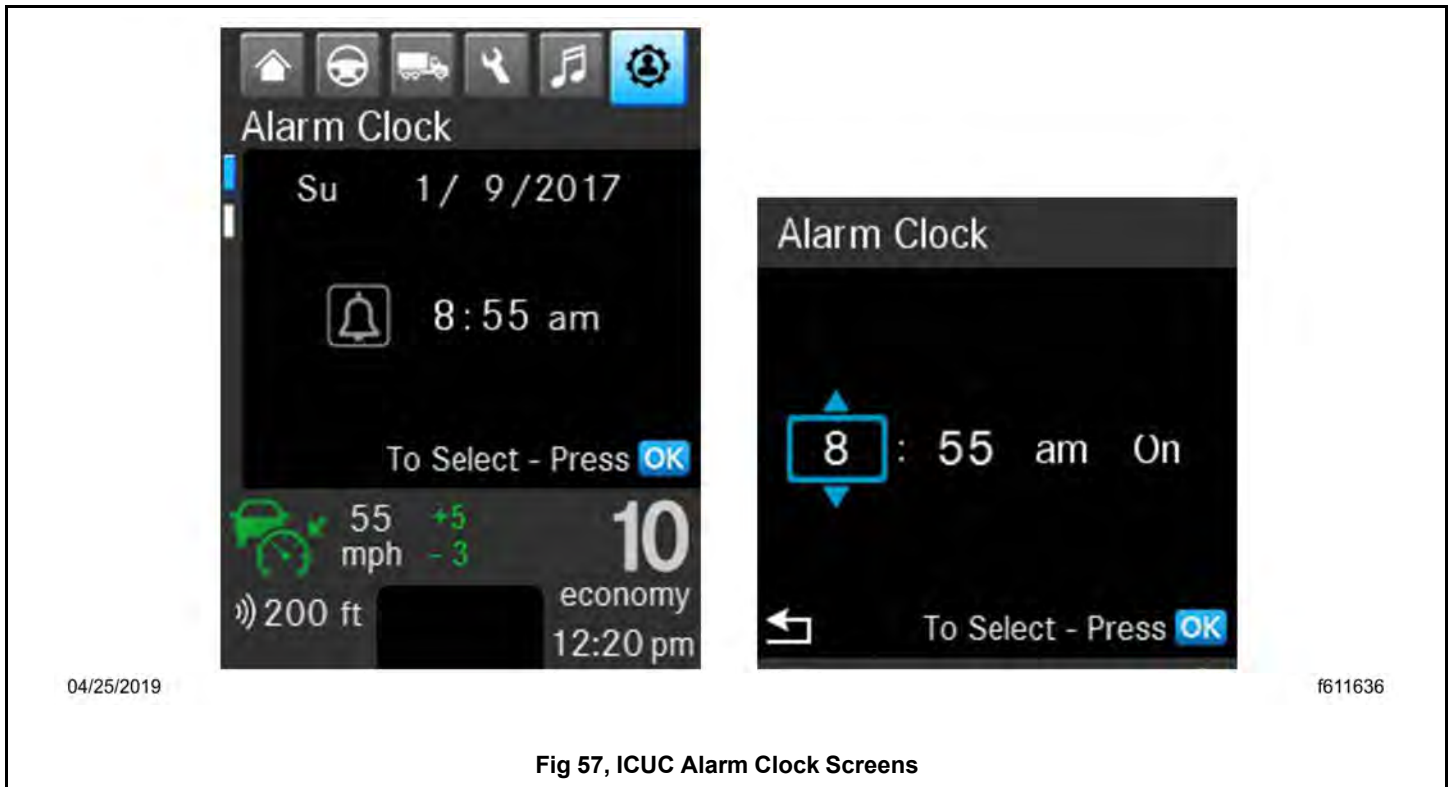 Alarm Clock
Su 1/ 9/2017
8:55 am
To Select - Press OK
55 mph +5 - 3
10
economy
200 ft
12:20 pm
Alarm Clock
8 : 55 am On
To Select - Press OK
04/25/2019
f611636
Fig 57, ICUC Alarm Clock Screens